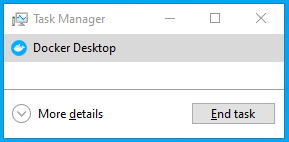 Task Manager
Docker Desktop
More details
End task